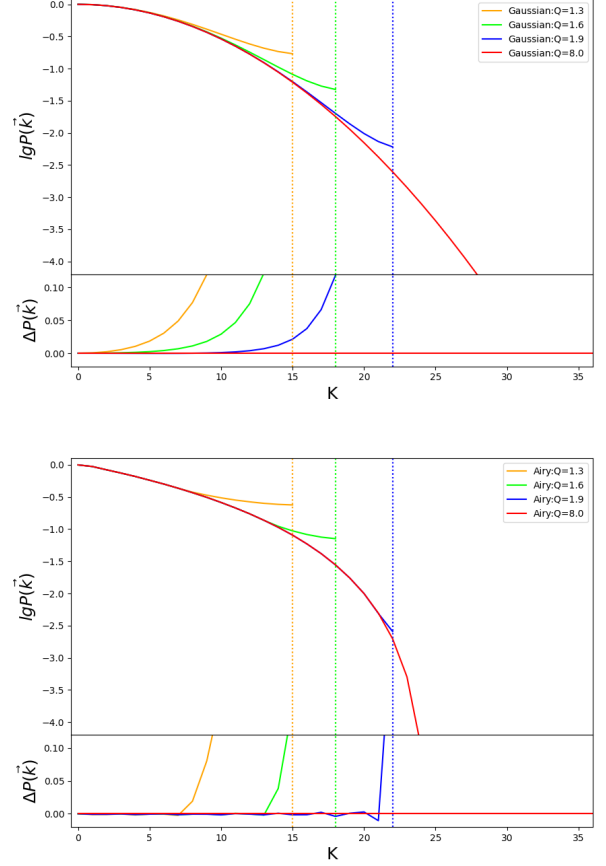 0.0
−0.5
−1.0
−1.5
−2.0
−2.5
−3.0
−3.5
−4.0
lgP(k⃗)
Gaussian:Q=1.3
Gaussian:Q=1.6
Gaussian:Q=1.9
Gaussian:Q=8.0
0.10
0.05
0.00
ΔP(k⃗)
0 5 10 15 20 25 30 35
K
0.0
−0.5
−1.0
−1.5
−2.0
−2.5
−3.0
−3.5
−4.0
lgP(k⃗)
Airy:Q=1.3
Airy:Q=1.6
Airy:Q=1.9
Airy:Q=8.0
0.10
0.05
0.00
ΔP(k⃗)
0 5 10 15 20 25 30 35
K